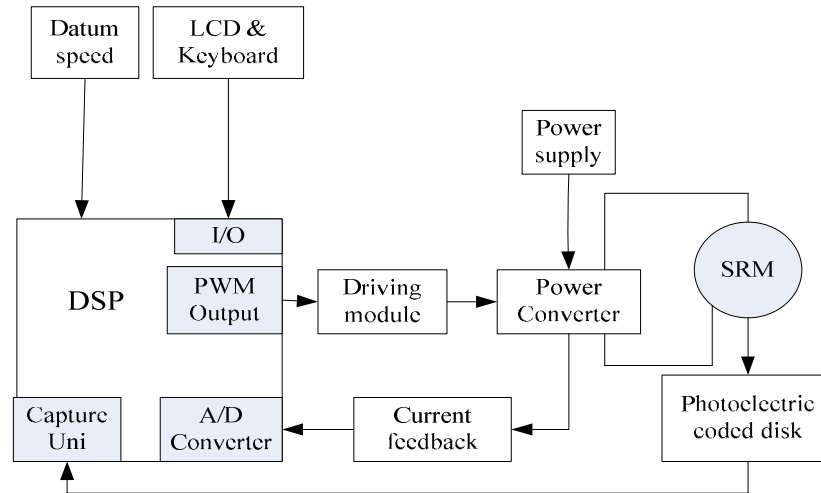 Datum
speed
LCD &
Keyboard
Power
supply
I/O
DSP
PWM
Output
Driving
module
Power
Converter
SRM
Capture
Uni
A/D
Converter
Current
feedback
Photoelectric
coded disk